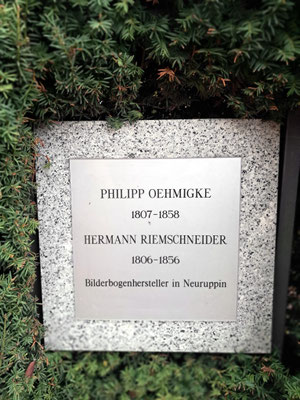 PHILIPP OEHMIGKE
1807-1858
HERMANN RIEMSCHNEIDER
1806-1856
Bilderbogenhersteller in Neuruppin